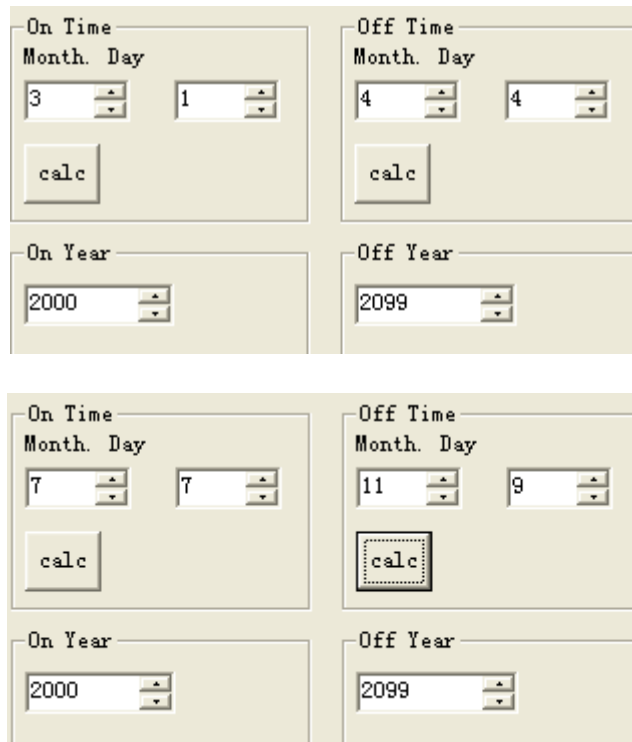 On Time
Off Time
Month. Day
Month. Day
3
1
4
4
calc
calc
On Year
Off Year
2000
2099
On Time
Off Time
Month. Day
Month. Day
7
7
11
9
calc
calc
On Year
Off Year
2000
2099